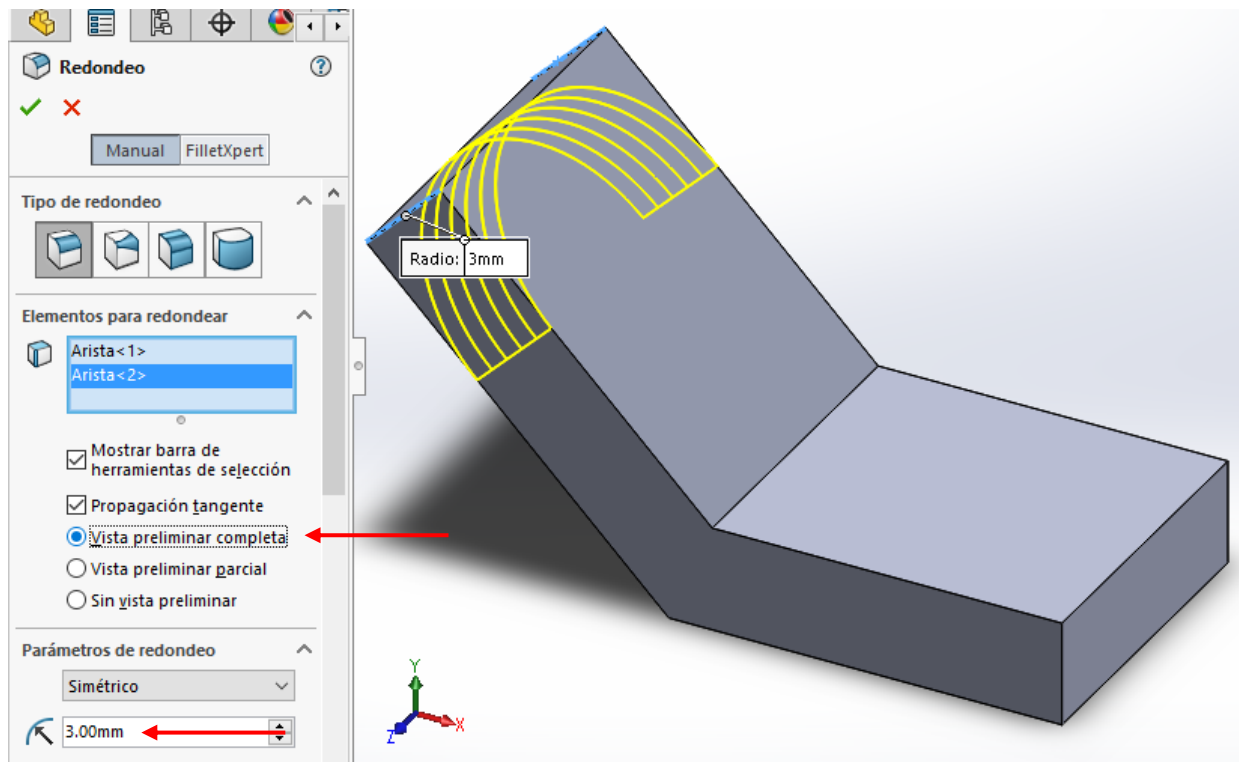 Redondeo
Manual
FilletXpert
Tipo de redondeo
Elementos para redondear
Arista<1>
Arista<2>
Mostrar barra de
herramientas de selección
Propagación tangente
Vista preliminar completa
Vista preliminar parcial
Sin vista preliminar
Parámetros de redondeo
Simétrico
3.00mm
Radio: 3mm
Y
X
Z